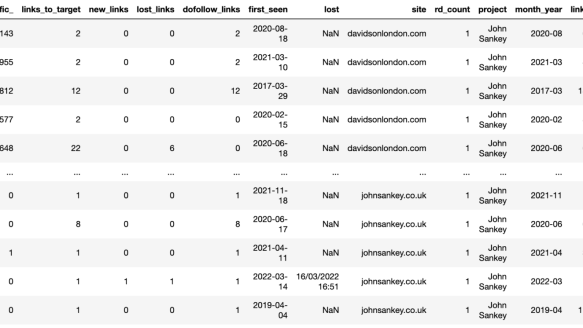 fic_ links_to_target new_links lost_links dofollow_links first_seen lost site rd_count project month_year link
143 2 0 0 2 2020-08-18 NaN davidsonlondon.com 1 John Sankey 2020-08
955 2 0 0 2 2021-03-10 NaN davidsonlondon.com 1 John Sankey 2021-03
812 12 0 0 12 2017-03-29 NaN davidsonlondon.com 1 John Sankey 2017-03 1
577 2 0 0 0 2020-02-15 NaN davidsonlondon.com 1 John Sankey 2020-02
648 22 0 6 0 2020-06-18 NaN davidsonlondon.com 1 John Sankey 2020-06
... ... ... ... ... ... ... ... ... ... ...
0 1 0 0 1 2021-11-18 NaN johnsankey.co.uk 1 John Sankey 2021-11
0 8 0 0 8 2020-06-17 NaN johnsankey.co.uk 1 John Sankey 2020-06
1 1 0 0 1 2021-04-11 NaN johnsankey.co.uk 1 John Sankey 2021-04
0 1 1 1 1 2022-03-14 16/03/2022 16:51 johnsankey.co.uk 1 John Sankey 2022-03
0 1 0 0 1 2019-04-04 NaN johnsankey.co.uk 1 John Sankey 2019-04 1